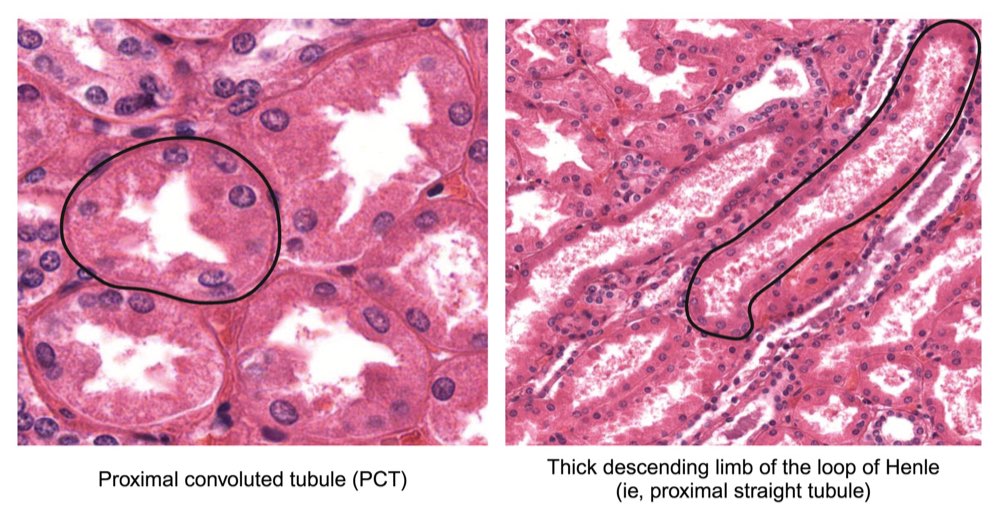 Proximal convoluted tubule (PCT)
Thick descending limb of the loop of Henle
(ie, proximal straight tubule)